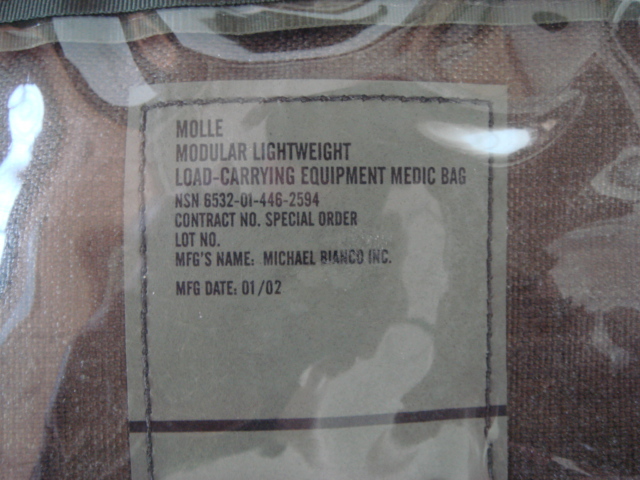 MOLLE
MODULAR LIGHTWEIGHT
LOAD-CARRYING EQUIPMENT MEDIC BAG
NSN 6532-01-446-2594
CONTRACT NO. SPECIAL ORDER
LOT NO.
MFG'S NAME: MICHAEL BIANCO INC.
MFG DATE: 01/02